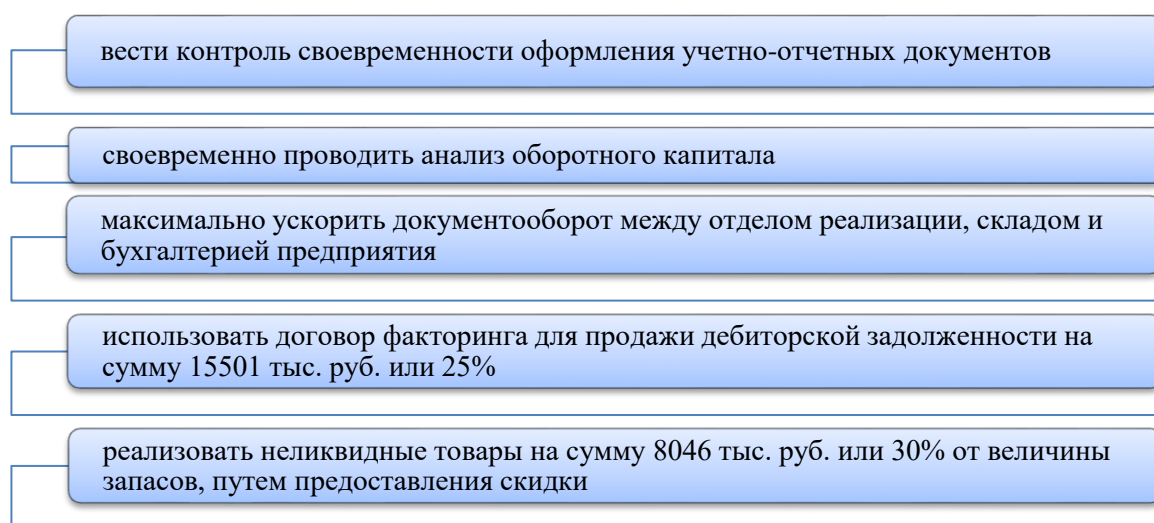 вести контроль своевременности оформления учетно-отчетных документов
своевременно проводить анализ оборотного капитала
максимально ускорить документооборот между отделом реализации, складом и
бухгалтерией предприятия
использовать договор факторинга для продажи дебиторской задолженности на
сумму 15501 тыс. руб. или 25%
реализовать неликвидные товары на сумму 8046 тыс. руб. или 30% от величины
запасов, путем предоставления скидки